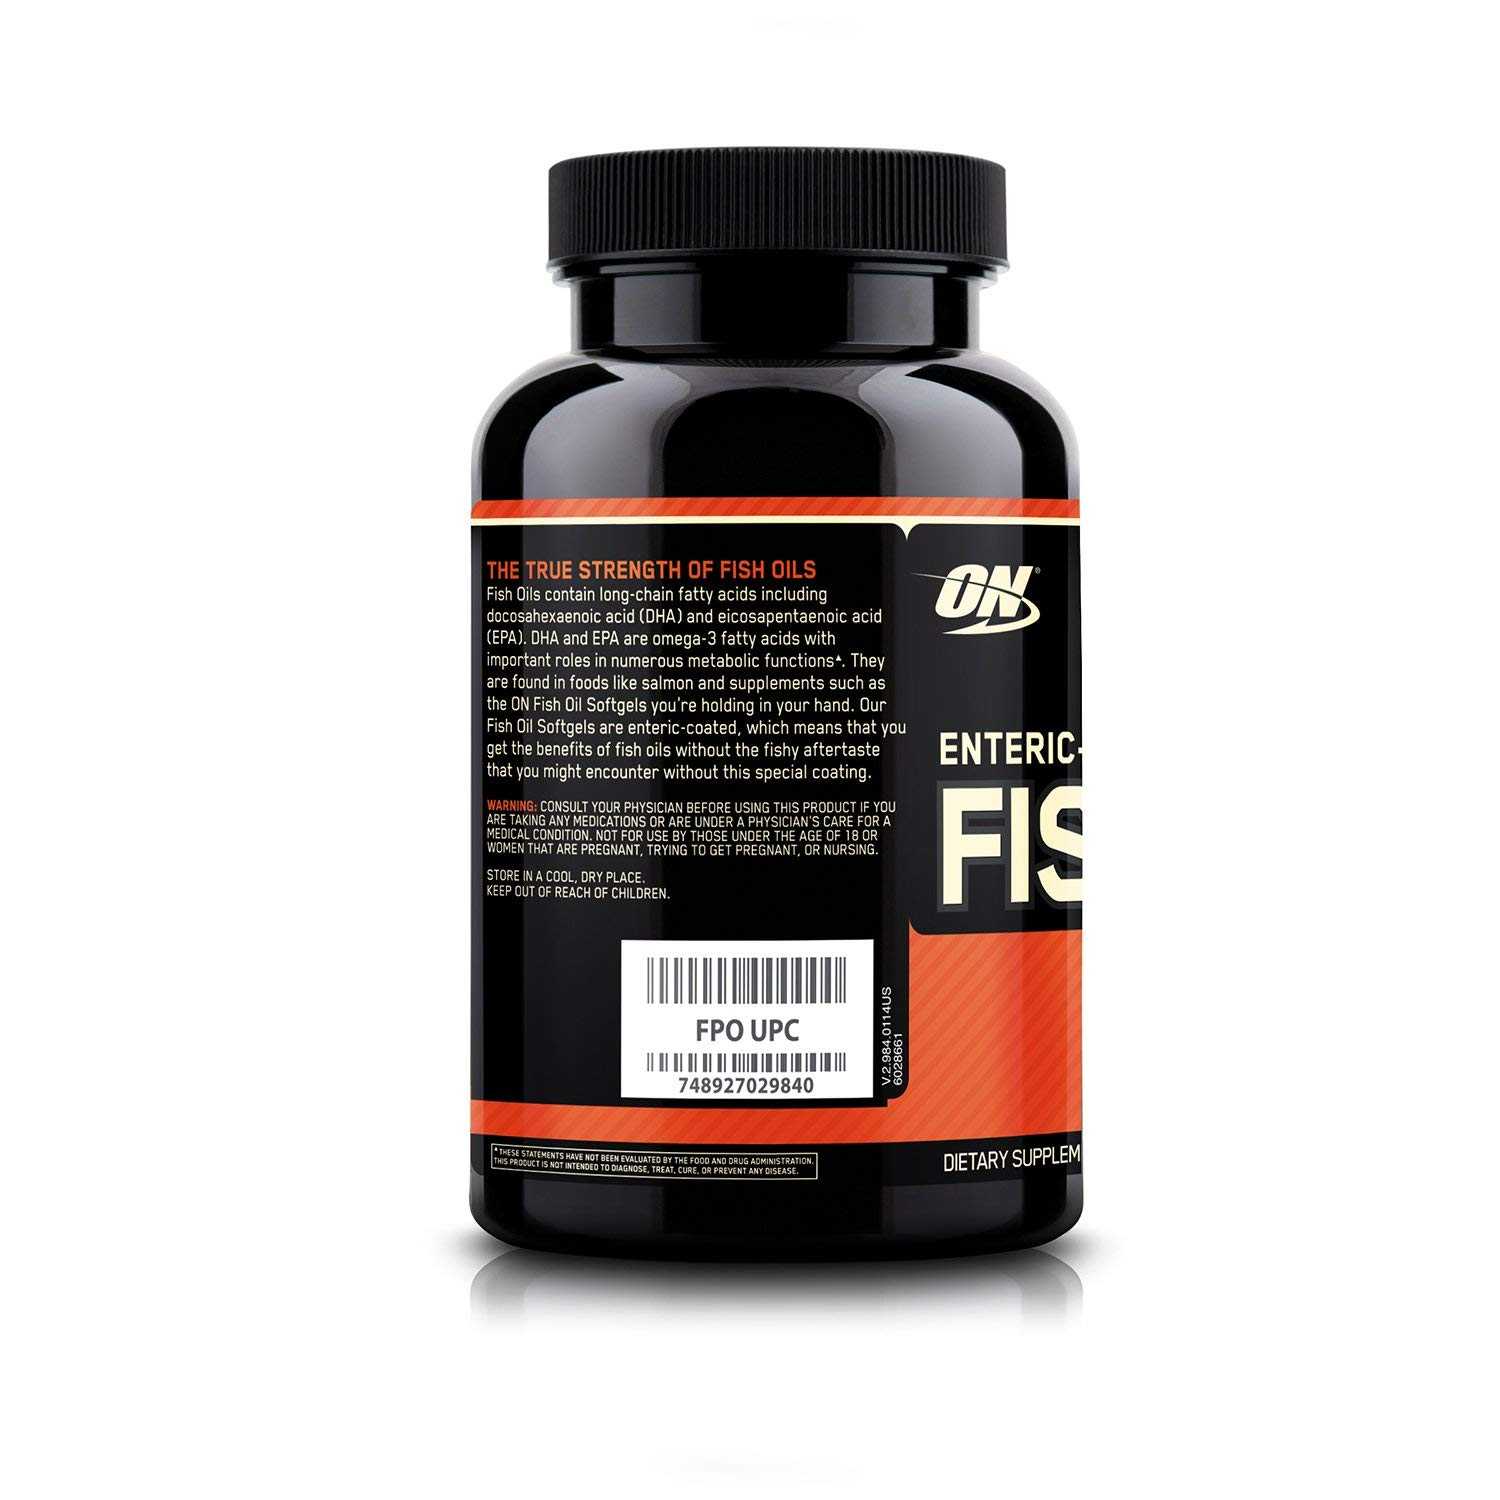 THE TRUE STRENGTH OF FISH OILS
Fish Oils contain long-chain fatty acids including
docosahexaenoic acid (DHA) and eicosapentaenoic acid
(EPA). DHA and EPA are omega-3 fatty acids with
important roles in numerous metabolic functions▲. They
are found in foods like salmon and supplements such as
the ON Fish Oil Softgels you're holding in your hand. Our
Fish Oil Softgels are enteric-coated, which means that you
get the benefits of fish oils without the fishy aftertaste
that you might encounter without this special coating.
WARNING: CONSULT YOUR PHYSICIAN BEFORE USING THIS PRODUCT IF YOU
ARE TAKING ANY MEDICATIONS OR ARE UNDER A PHYSICIAN'S CARE FOR A
MEDICAL CONDITION. NOT FOR USE BY THOSE UNDER THE AGE OF 18 OR
WOMEN THAT ARE PREGNANT, TRYING TO GET PREGNANT, OR NURSING.
STORE IN A COOL, DRY PLACE.
KEEP OUT OF REACH OF CHILDREN.
FPO UPC
748927029840
V.2.984.0114US
6028661
▲THESE STATEMENTS HAVE NOT BEEN EVALUATED BY THE FOOD AND DRUG ADMINISTRATION.
THIS PRODUCT IS NOT INTENDED TO DIAGNOSE, TREAT, CURE, OR PREVENT ANY DISEASE.
ON®
ENTERIC-
FIS
DIETARY SUPPLEM